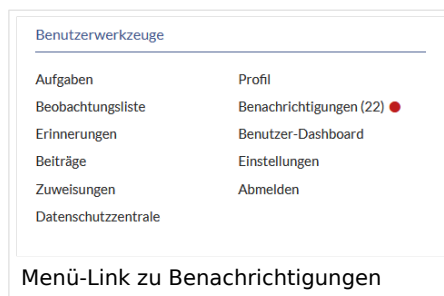 Benutzerwerkzeuge
Aufgaben
Beobachtungsliste
Erinnerungen
Beiträge
Zuweisungen
Datenschutzzentrale
Profil
Benachrichtigungen (22)
Benutzer-Dashboard
Einstellungen
Abmelden
Menü-Link zu Benachrichtigungen